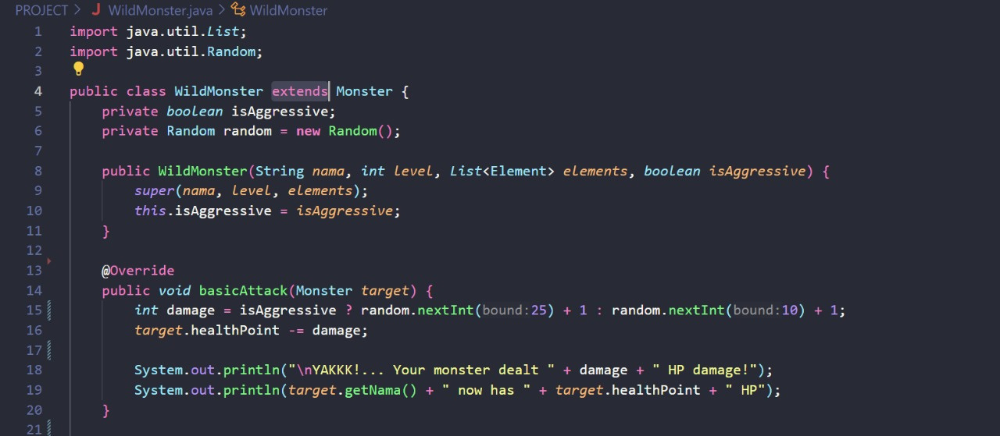 PROJECT > J WildMonster.java > WildMonster
1 import java.util.List;
2 import java.util.Random;
3
4 public class WildMonster extends Monster {
5 private boolean isAggressive;
6 private Random random = new Random();
7
8 public WildMonster(String nama, int level, List<Element> elements, boolean isAggressive) {
9 super(nama, level, elements);
10 this.isAggressive = isAggressive;
11 }
12
13 @Override
14 public void basicAttack(Monster target) {
15 int damage = isAggressive ? random.nextInt(bound:25) + 1 : random.nextInt(bound:10) + 1;
16 target.healthPoint -= damage;
17
18 System.out.println("\nYAKKK!... Your monster dealt " + damage + " HP damage!");
19 System.out.println(target.getNama() + " now has " + target.healthPoint + " HP");
20 }
21